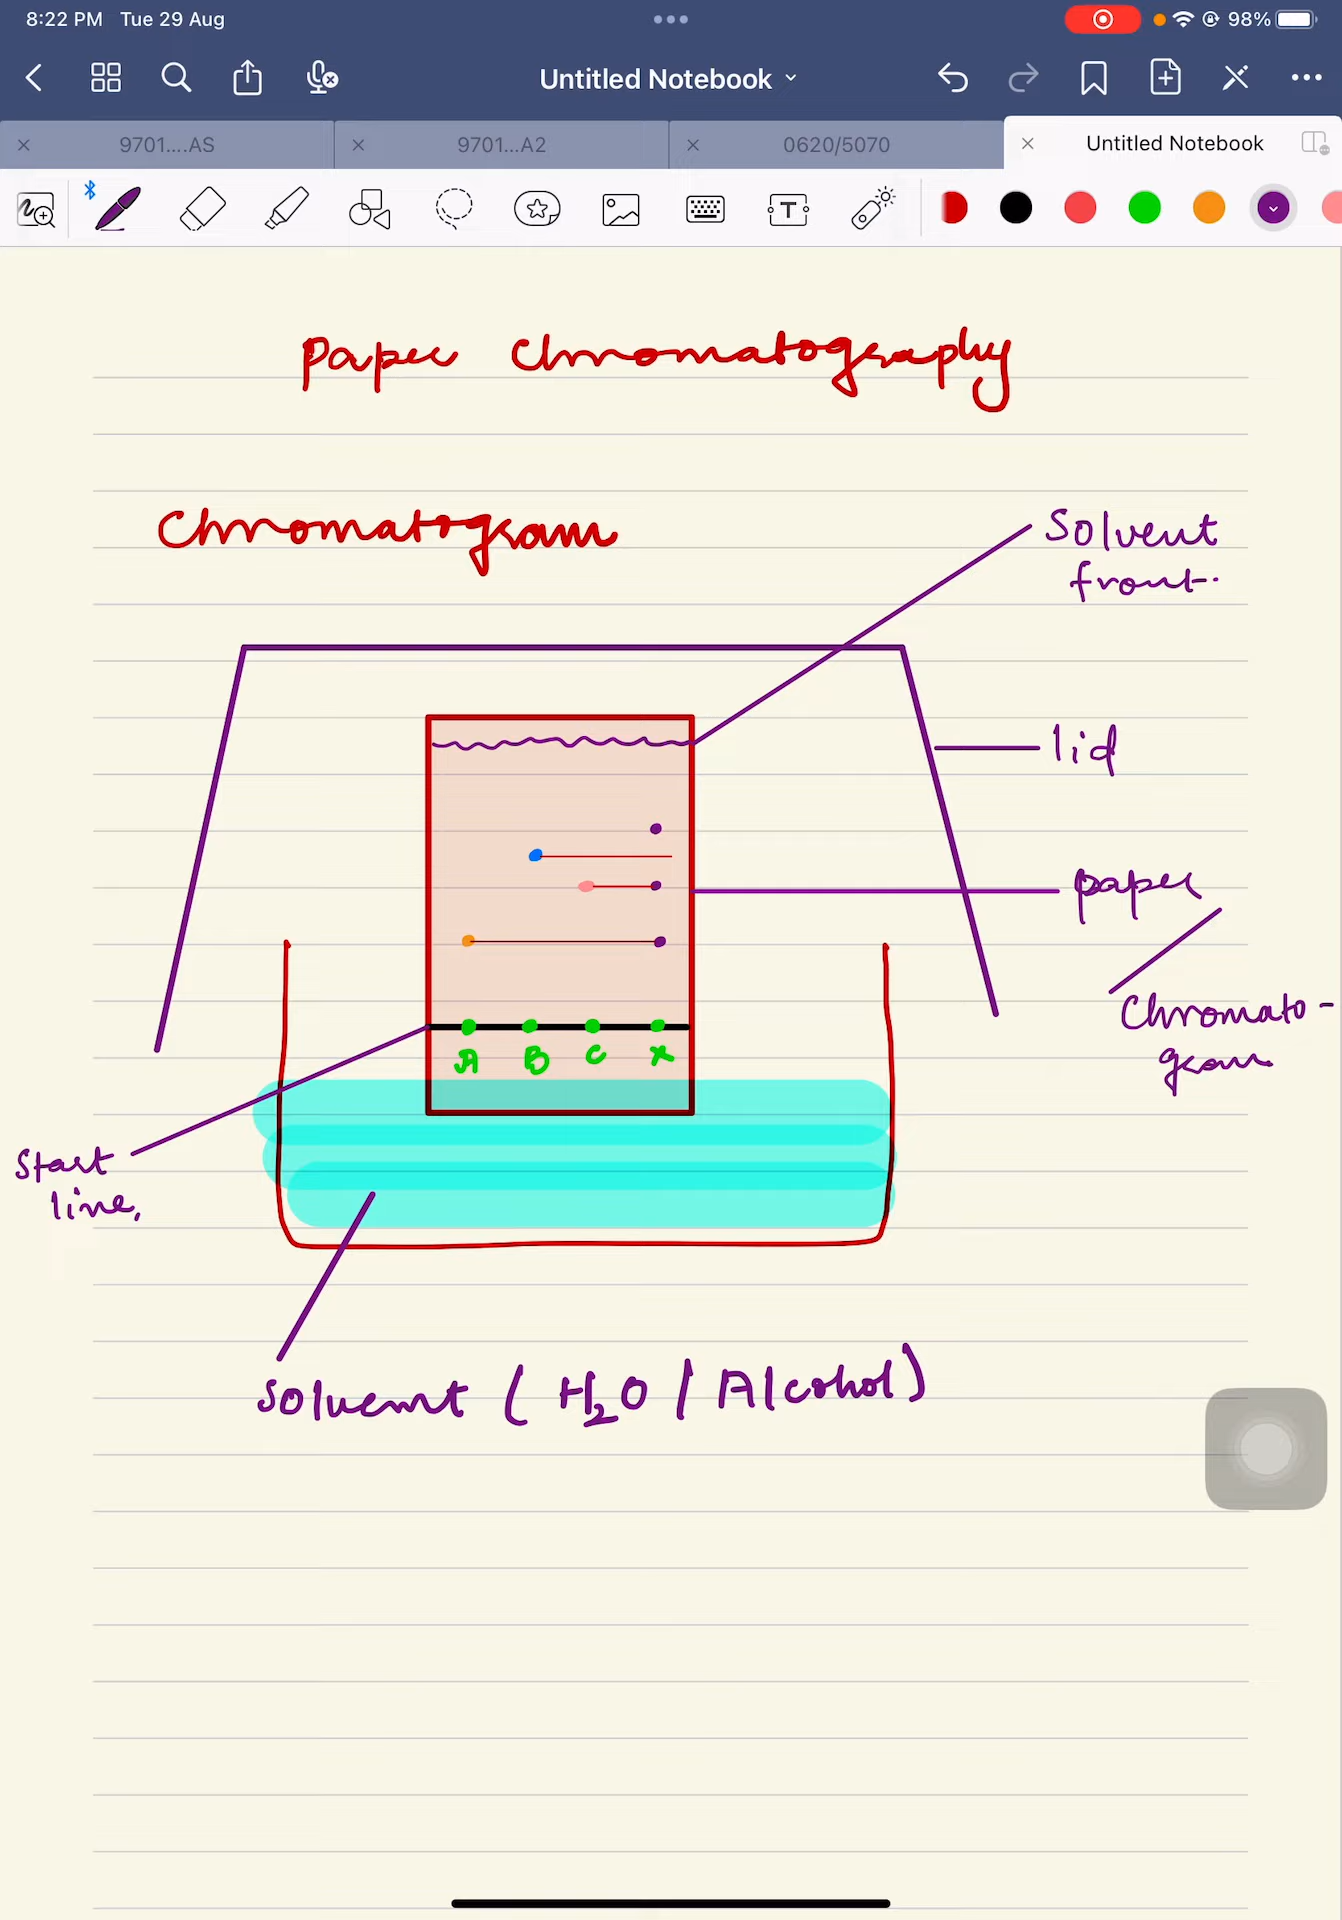 8:22 PM Tue 29 Aug
98%
Untitled Notebook
9701....AS
9701...A2
0620/5070
Untitled Notebook
T
Paper Chromatography
Chromatogram
Solvent
front.
lid
paper
Chromato-
gram
A B C X
Start
line,
Solvemt (H₂O / Alcohol)